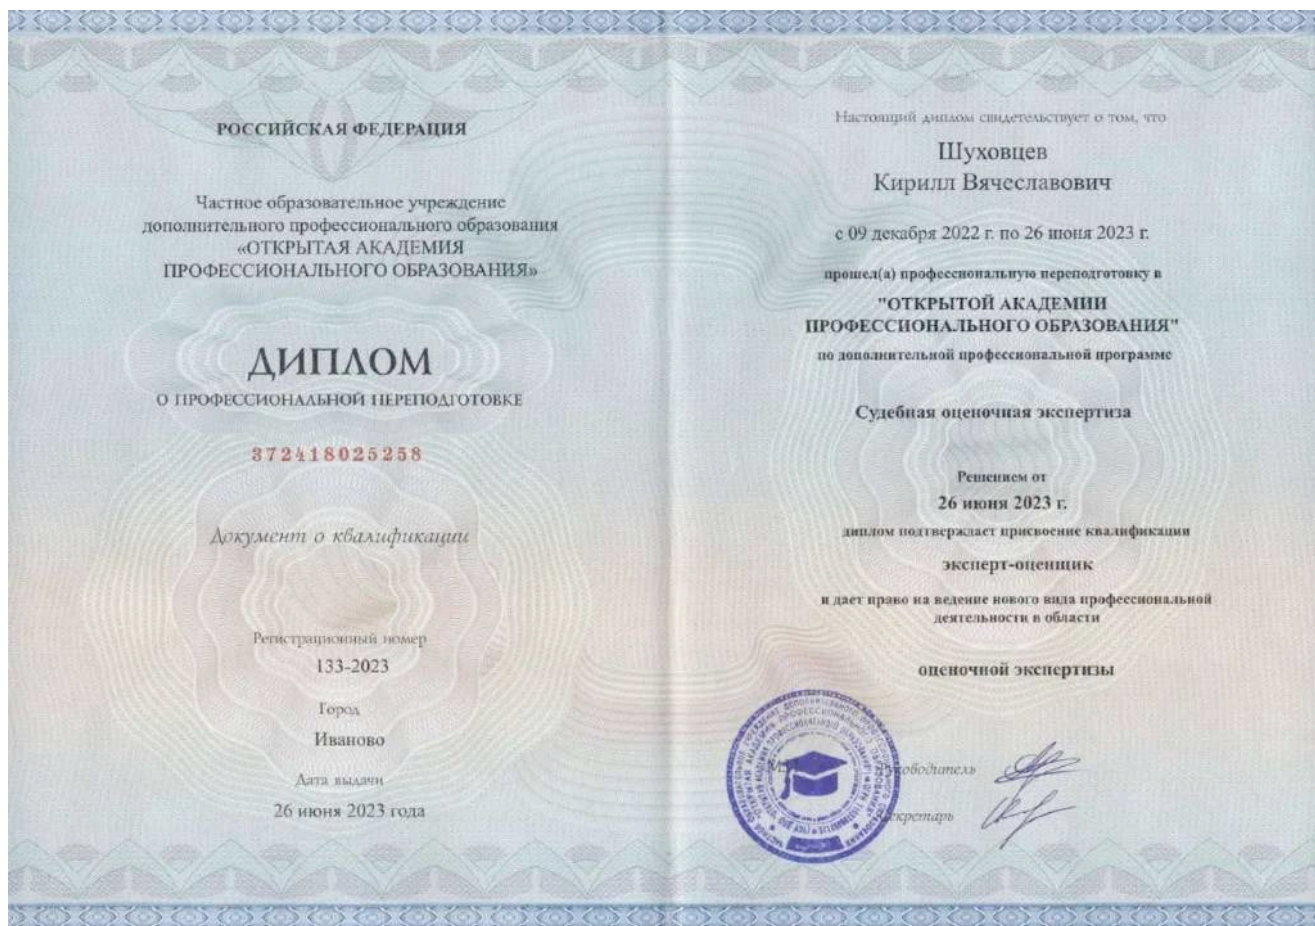 РОССИЙСКАЯ ФЕДЕРАЦИЯ
Частное образовательное учреждение
дополнительного профессионального образования
«ОТКРЫТАЯ АКАДЕМИЯ
ПРОФЕССИОНАЛЬНОГО ОБРАЗОВАНИЯ»
ДИПЛОМ
О ПРОФЕССИОНАЛЬНОЙ ПЕРЕПОДГОТОВКЕ
372418025258
Документ о квалификации
Регистрационный номер
133-2023
Город
Иваново
Дата выдачи
26 июня 2023 года
Настоящий диплом свидетельствует о том, что
Шуховцев
Кирилл Вячеславович
с 09 декабря 2022 г. по 26 июня 2023 г.
прошел(а) профессиональную переподготовку в
"ОТКРЫТОЙ АКАДЕМИИ
ПРОФЕССИОНАЛЬНОГО ОБРАЗОВАНИЯ"
по дополнительной профессиональной программе
Судебная оценочная экспертиза
Решением от
26 июня 2023 г.
диплом подтверждает присвоение квалификации
эксперт-оценщик
и дает право на ведение нового вида профессиональной
деятельности в области
оценочной экспертизы
Руководитель
Секретарь